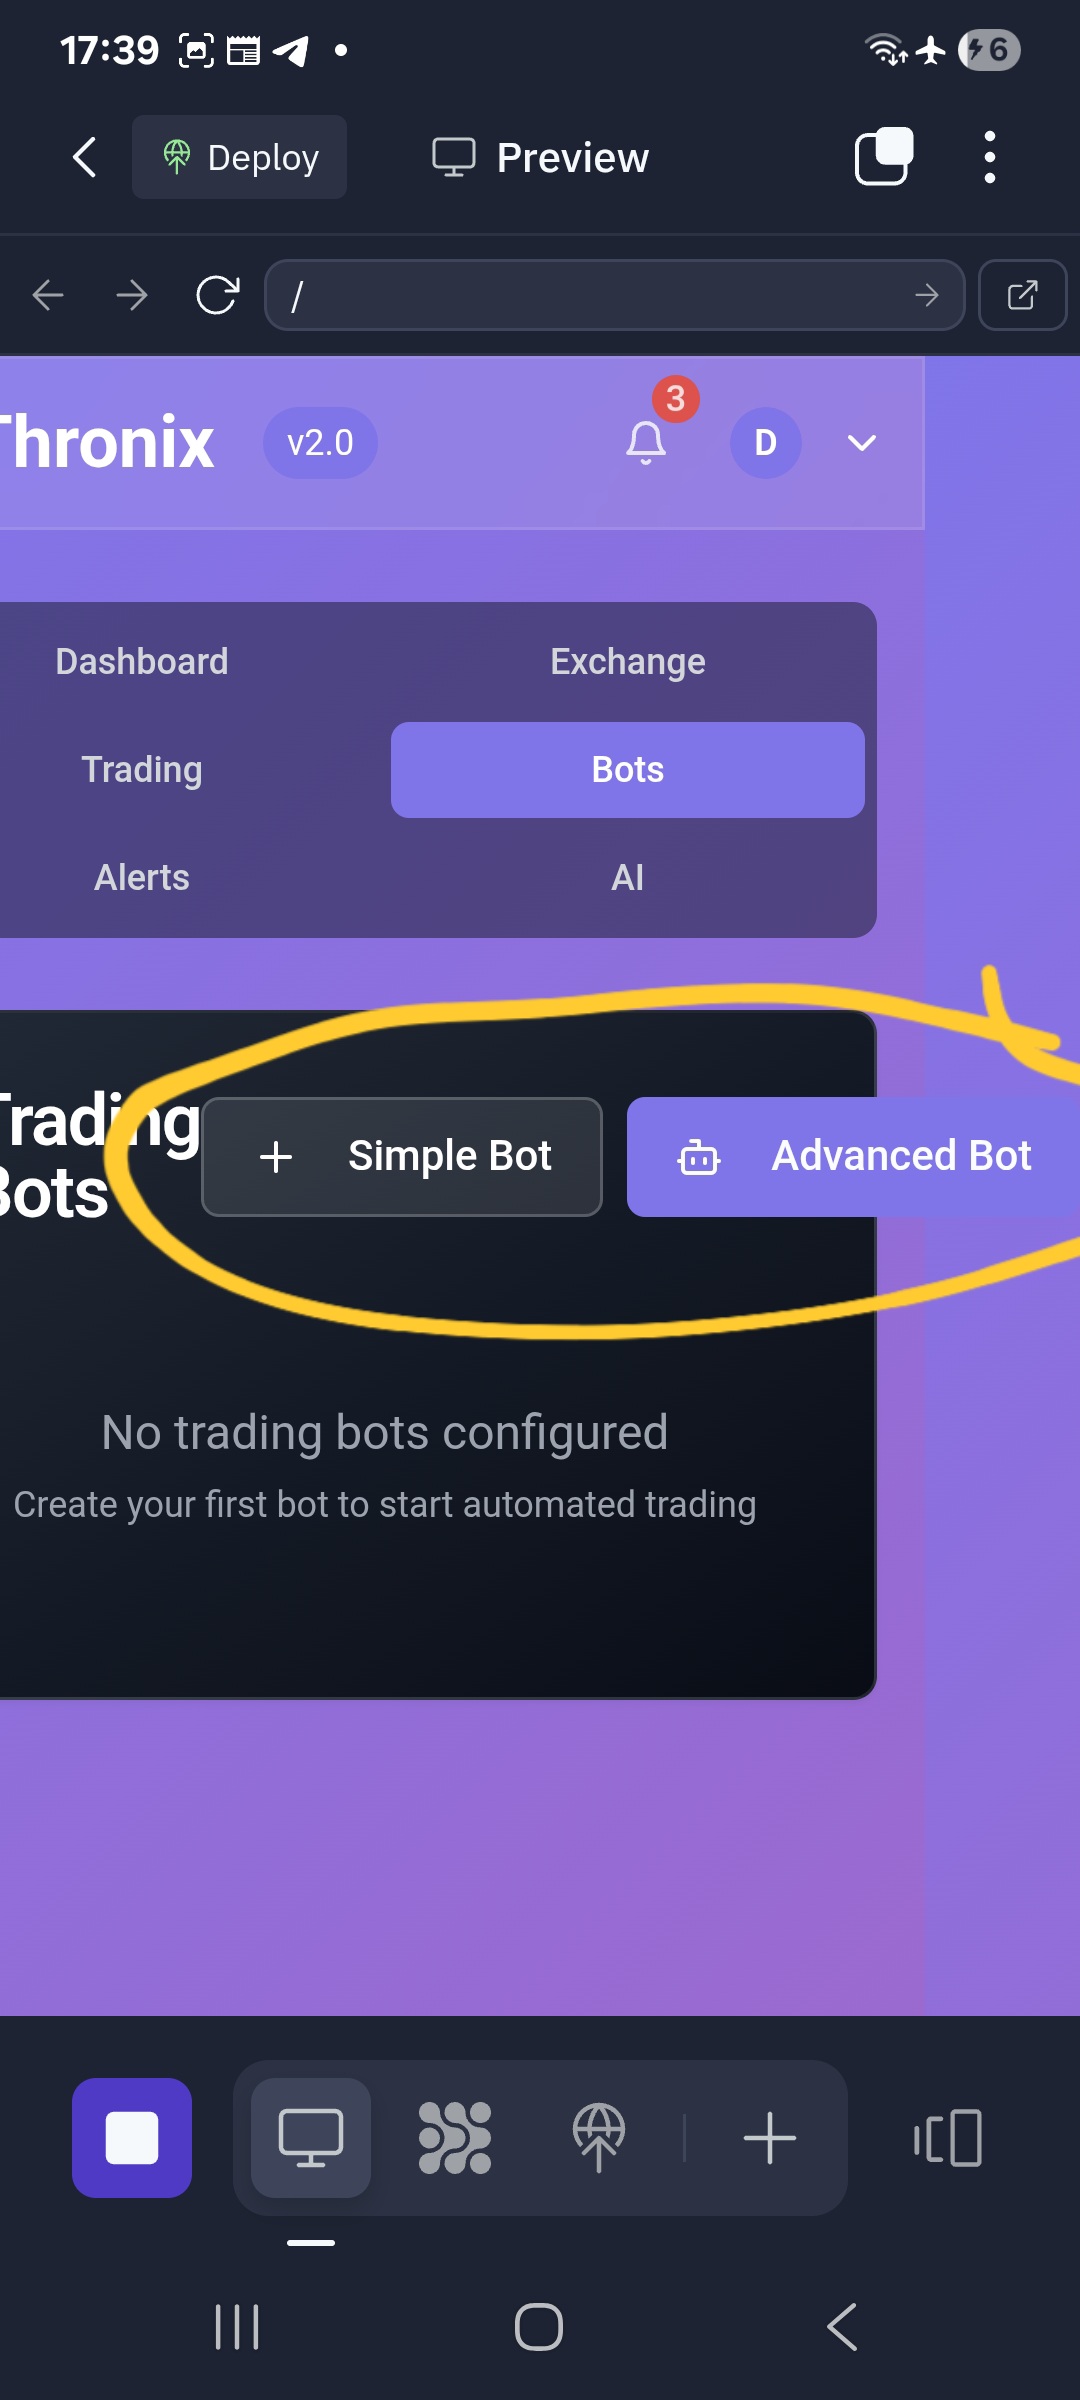 17:39
6
Deploy
Preview
/
Thronix
v2.0
3
D
Dashboard
Exchange
Trading
Bots
Alerts
AI
Trading
Bots
Simple Bot
Advanced Bot
No trading bots configured
Create your first bot to start automated trading